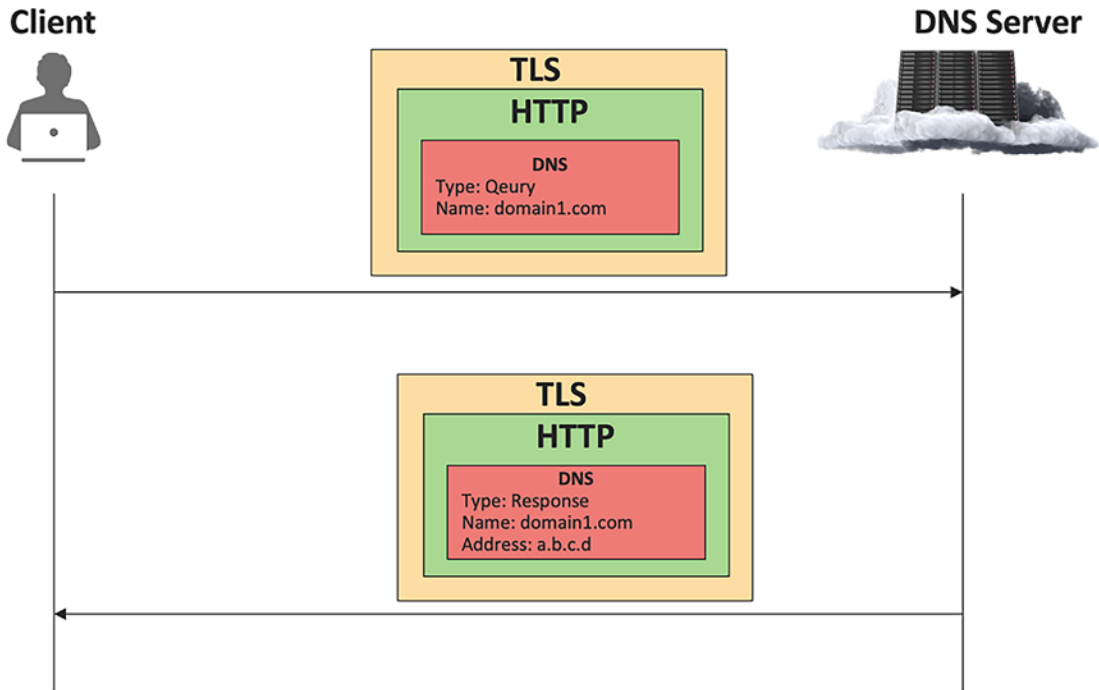 Client
DNS Server
TLS
HTTP
DNS
Type: Qeury
Name: domain1.com
TLS
HTTP
DNS
Type: Response
Name: domain1.com
Address: a.b.c.d